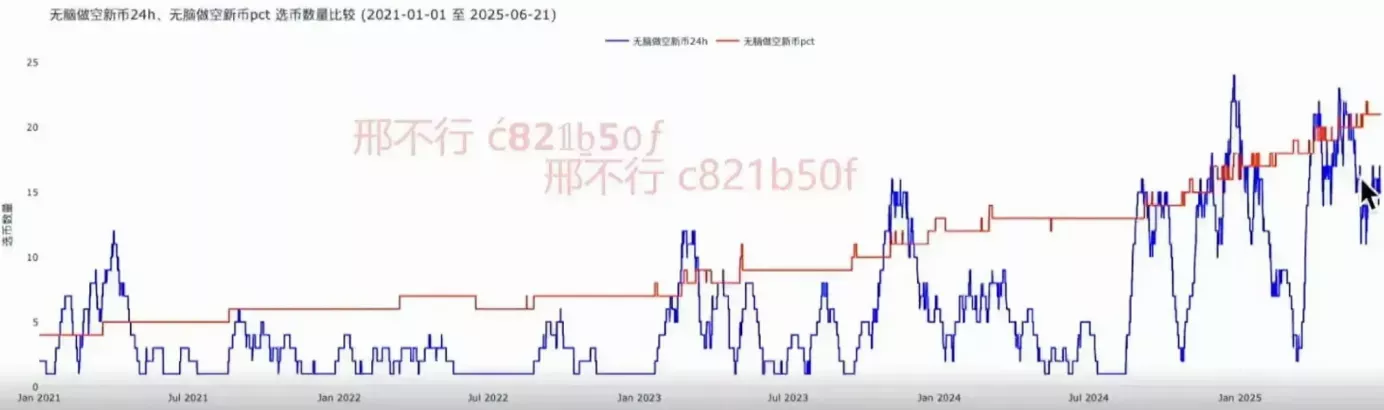 无脑做空新币24h、无脑做空新币pct 选币数量比较 (2021-01-01 至 2025-06-21)
无脑做空新币24h 无脑做空新币pct
25
20
15
10
5
0
选币数量
邢不行 ć821b50f
邢不行 c821b50f
Jan 2021 Jul 2021 Jan 2022 Jul 2022 Jan 2023 Jul 2023 Jan 2024 Jul 2024 Jan 2025